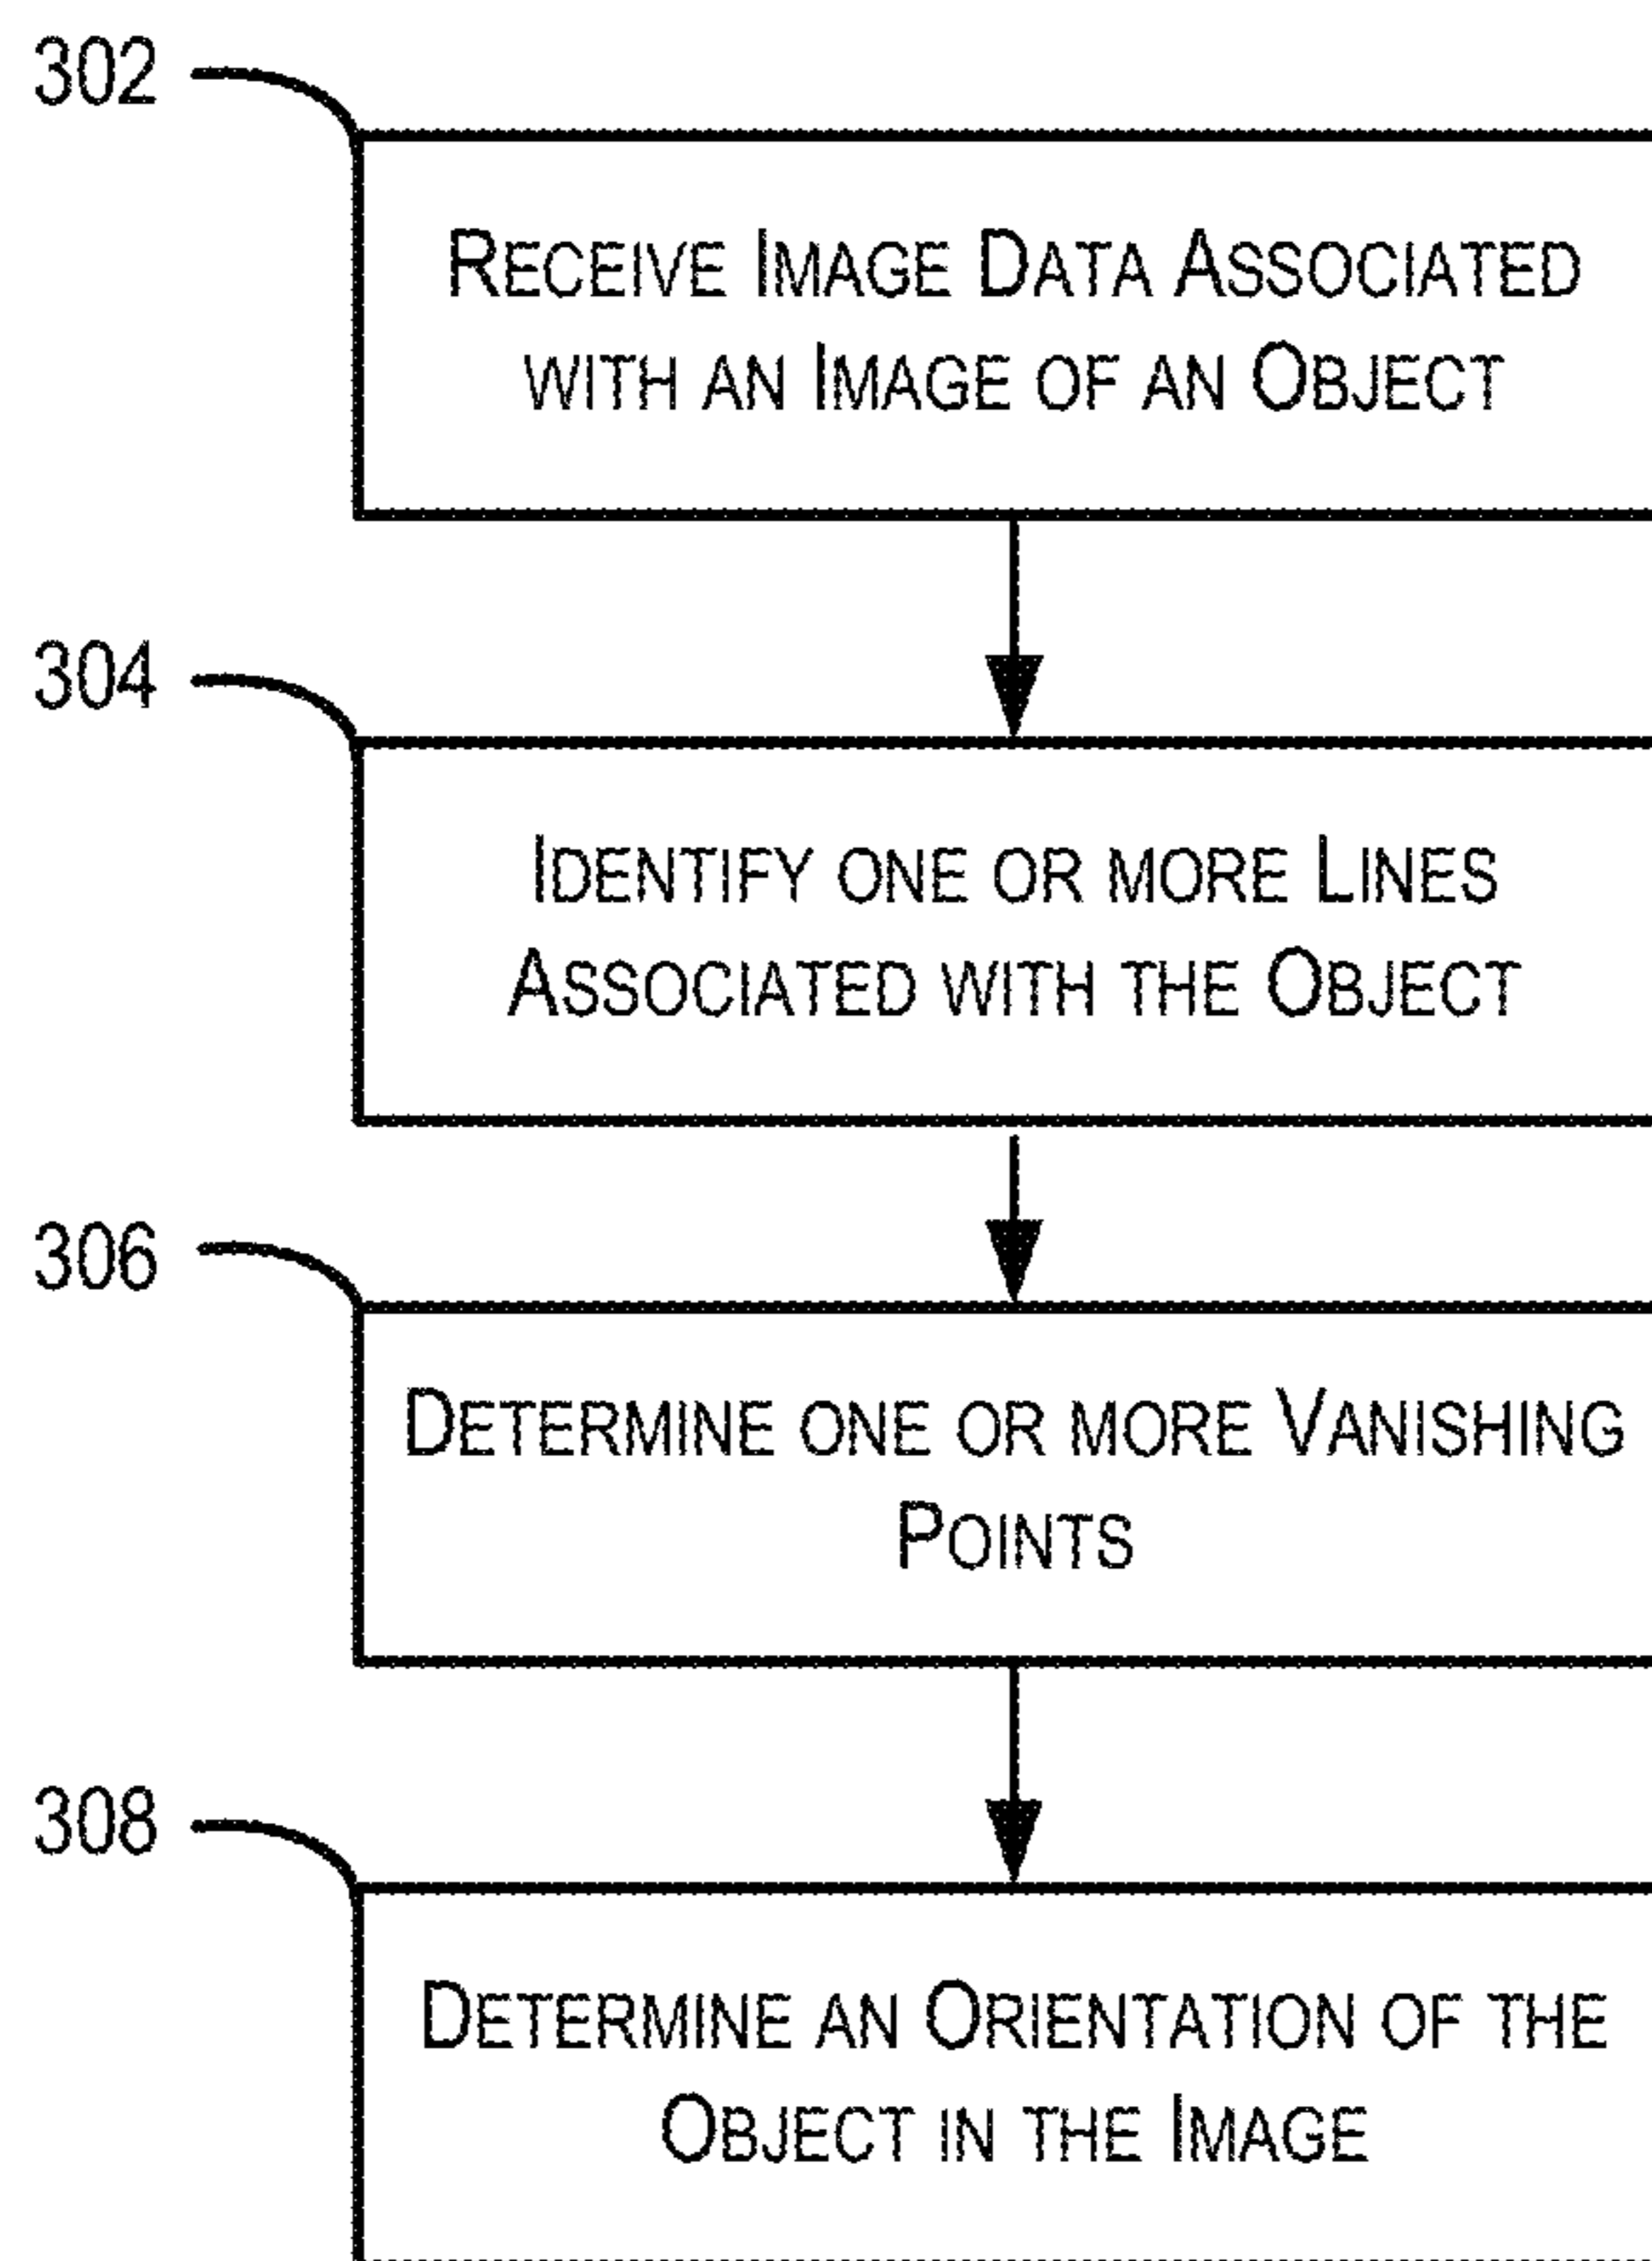 302
RECEIVE IMAGE DATA ASSOCIATED
WITH AN IMAGE OF AN OBJECT
304
IDENTIFY ONE OR MORE LINES
ASSOCIATED WITH THE OBJECT
306
DETERMINE ONE OR MORE VANISHING
POINTS
308
DETERMINE AN ORIENTATION OF THE
OBJECT IN THE IMAGE